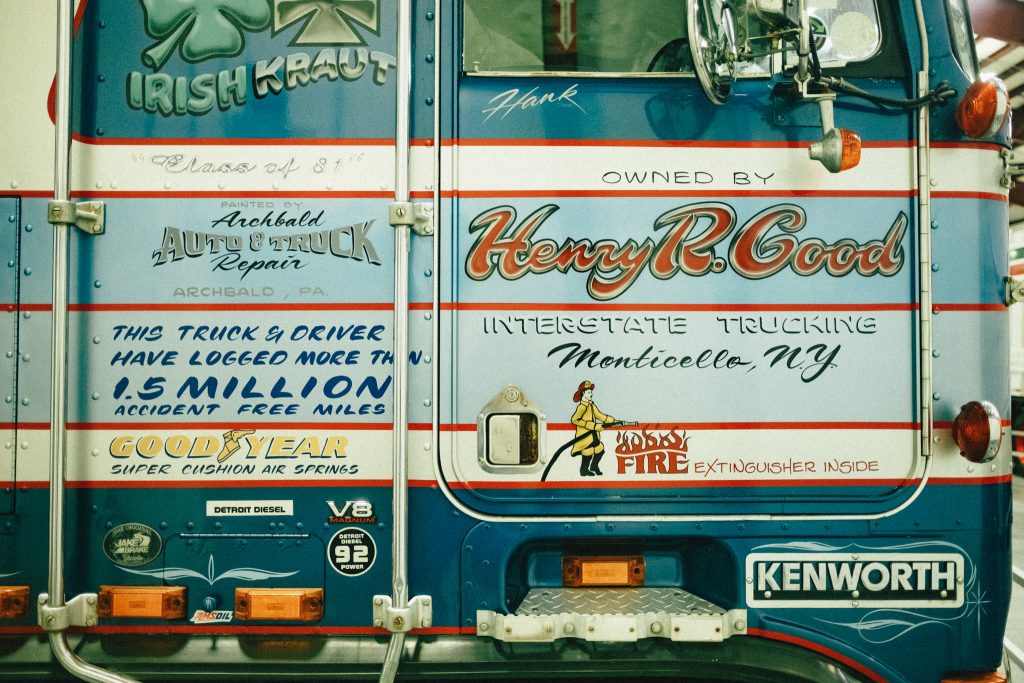 IRISH KRAUT
"Class of 81"
PAINTED BY
Archbald
AUTO & TRUCK
Repair
ARCHBALD, PA.
THIS TRUCK & DRIVER
HAVE LOGGED MORE THAN
1.5 MILLION
ACCIDENT FREE MILES
GOODYEAR
SUPER CUSHION AIR SPRINGS
DETROIT DIESEL
V8
MAGNUM
THE ORIGINAL
JAKE BRAKE
DETROIT
DIESEL
92
POWER
AMSOIL
Hank
OWNED BY
Henry R. Good
INTERSTATE TRUCKING
Monticello, N.Y.
FIRE EXTINGUISHER INSIDE
KENWORTH